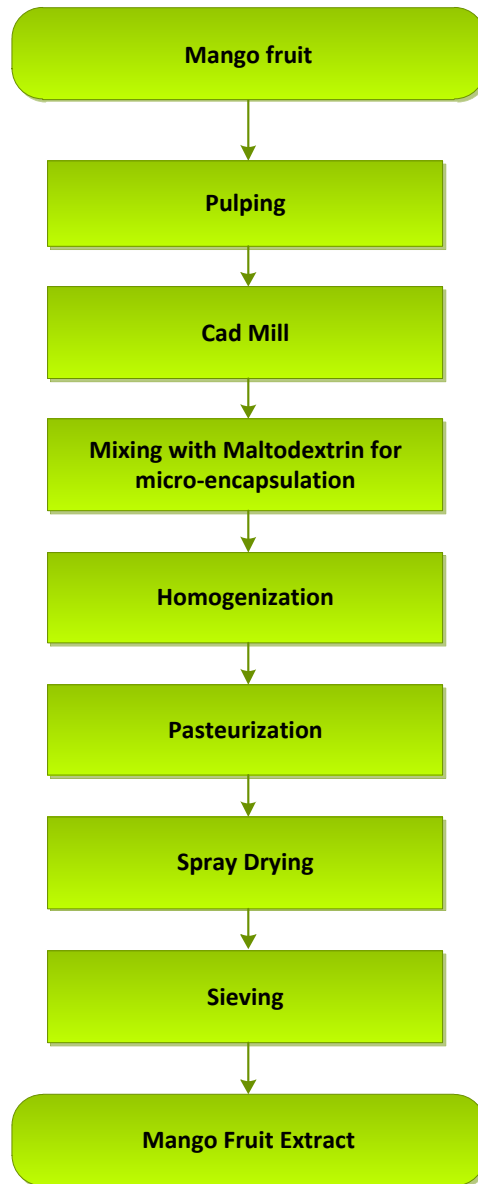 Mango fruit
Pulping
Cad Mill
Mixing with Maltodextrin for
micro-encapsulation
Homogenization
Pasteurization
Spray Drying
Sieving
Mango Fruit Extract